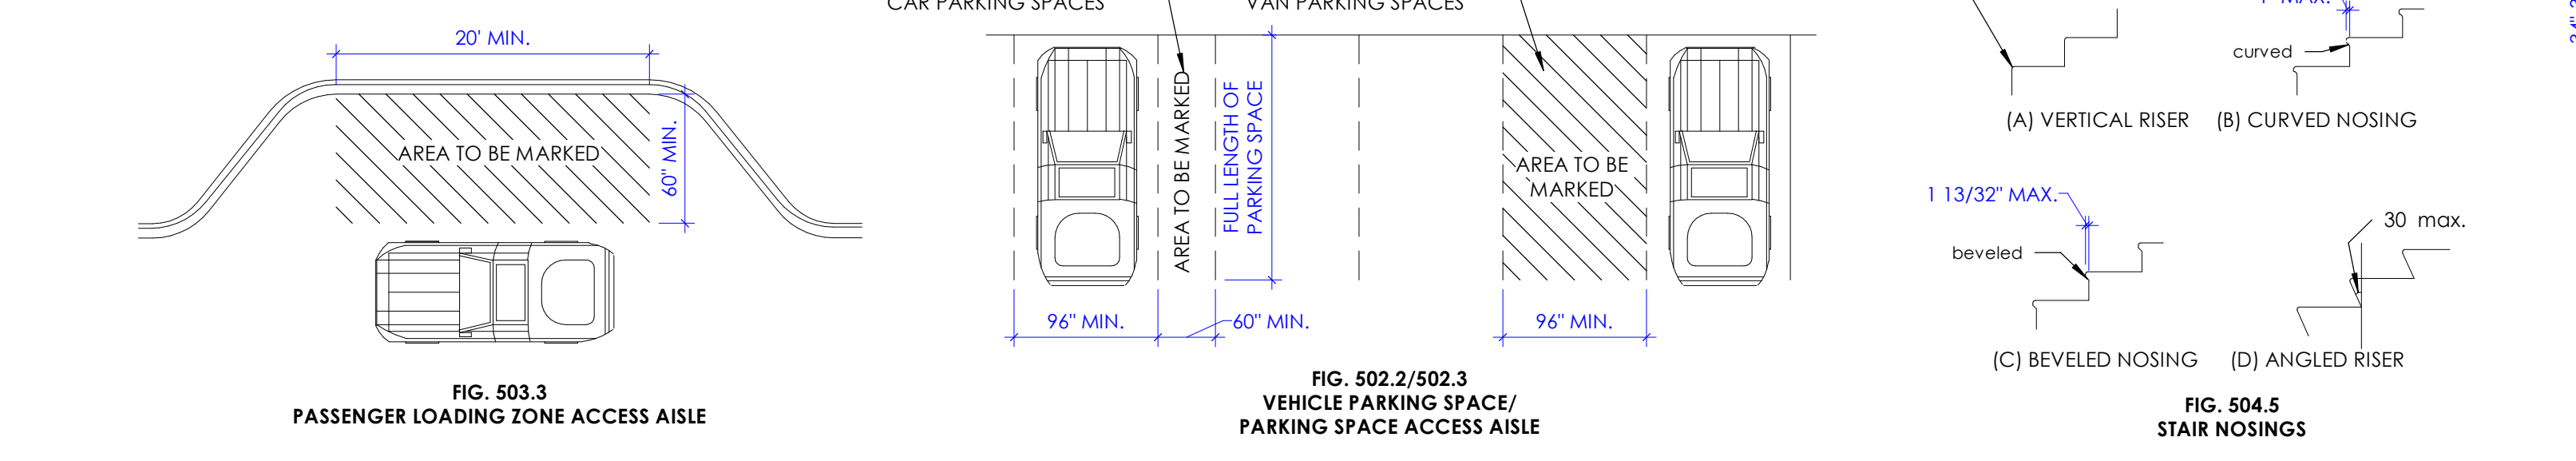 20' MIN.
AREA TO BE MARKED
60" MIN.
FIG. 503.3
PASSENGER LOADING ZONE ACCESS AISLE
CAR PARKING SPACES
VAN PARKING SPACES
AREA TO BE MARKED
FULL LENGTH OF
PARKING SPACE
AREA TO BE
MARKED
96" MIN.
60" MIN.
96" MIN.
FIG. 502.2/502.3
VEHICLE PARKING SPACE/
PARKING SPACE ACCESS AISLE
MAX.
curved
(A) VERTICAL RISER
(B) CURVED NOSING
1 13/32" MAX.
beveled
30 max.
(C) BEVELED NOSING
(D) ANGLED RISER
FIG. 504.5
STAIR NOSINGS